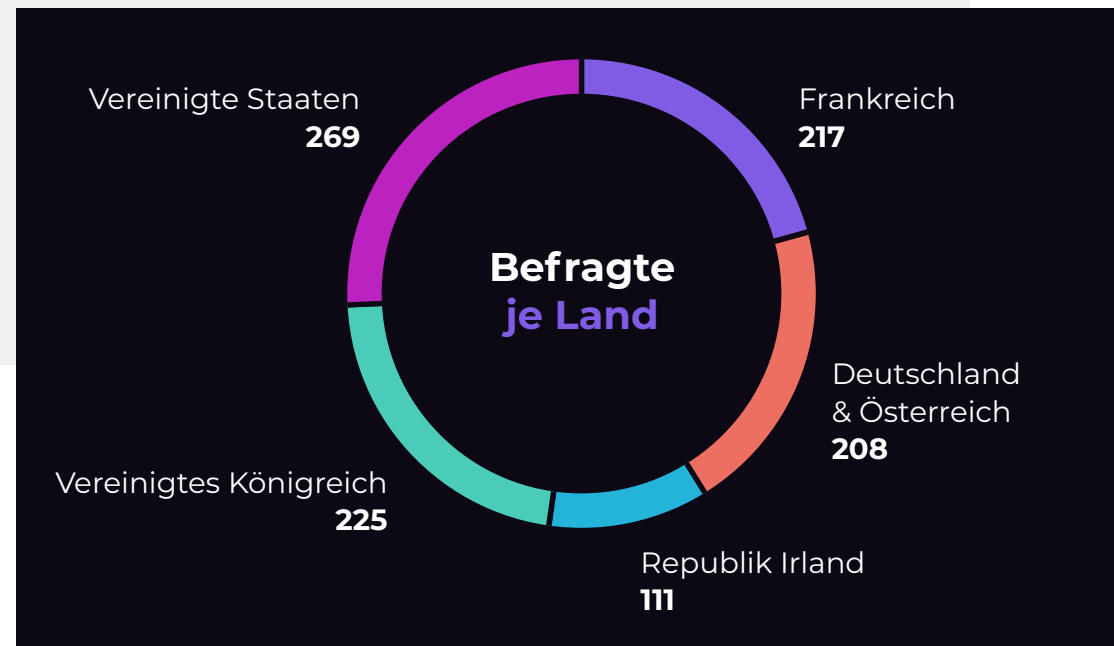 Vereinigte Staaten
269
Frankreich
217
Befragte
je Land
Deutschland
& Österreich
208
Vereinigtes Königreich
225
Republik Irland
111